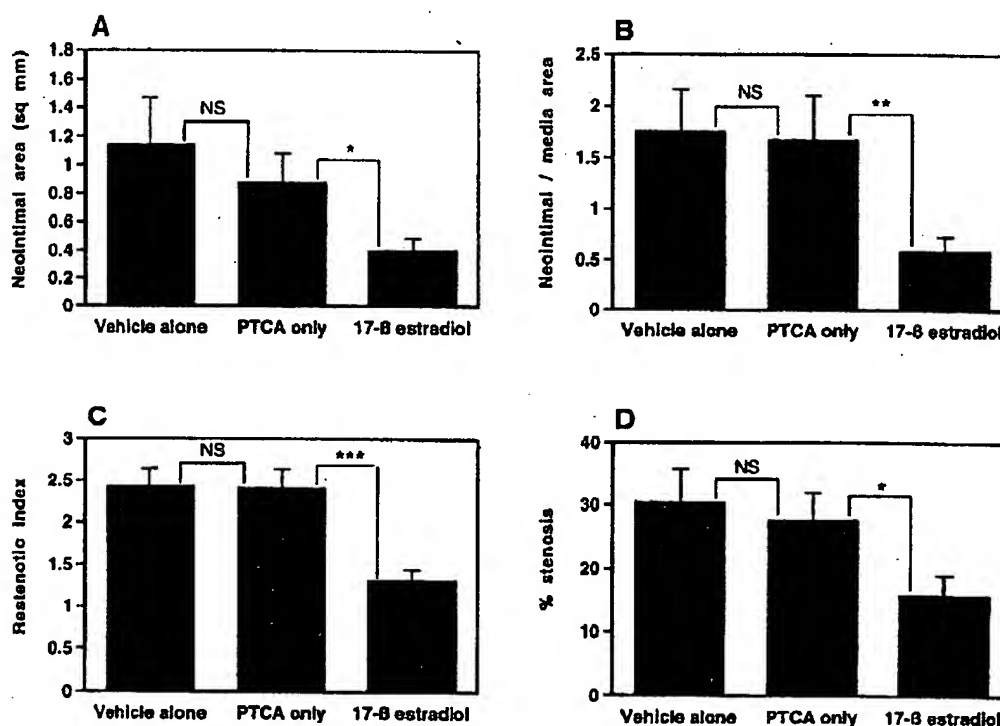 A
Neointimal area (sq mm)
1.8
1.6
1.4
1.2
1
0.8
0.6
0.4
0.2
0
NS
*
Vehicle alone PTCA only 17-ß estradiol
B
Neointimal / media area
2.5
2
1.5
1
0.5
0
NS
**
Vehicle alone PTCA only 17-ß estradiol
C
Restenotic Index
3
2.5
2
1.5
1
0.5
0
NS
***
Vehicle alone PTCA only 17-ß estradiol
D
% stenosis
40
30
20
10
0
NS
*
Vehicle alone PTCA only 17-ß estradiol